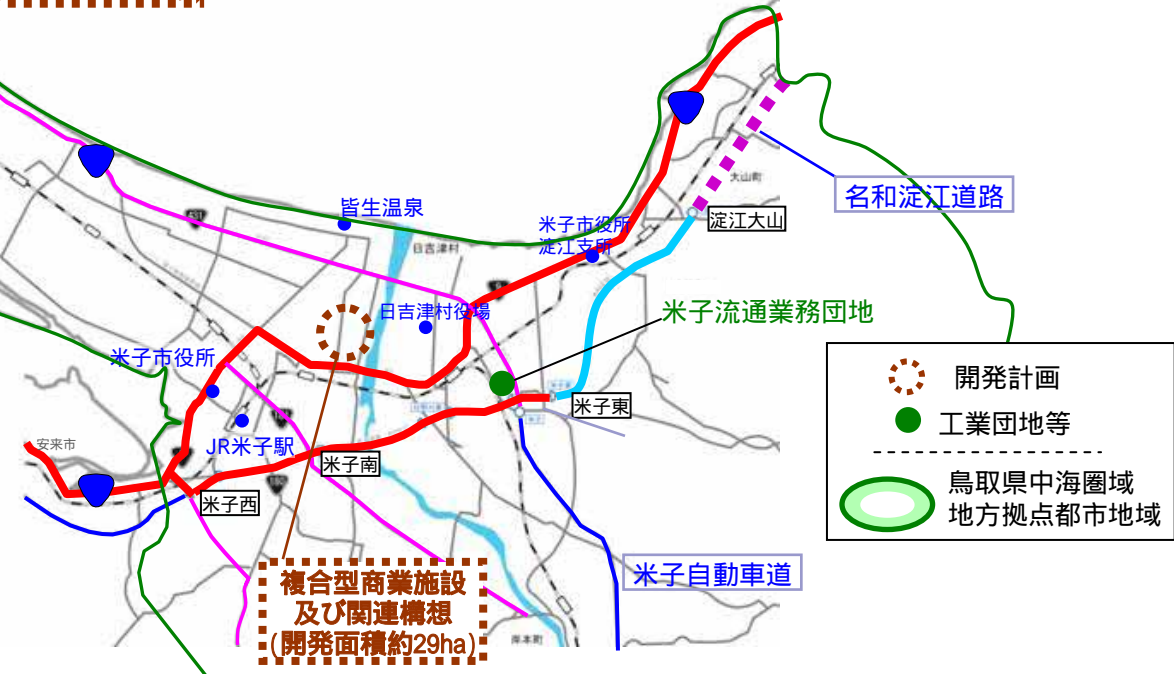 皆生温泉
日吉津村
米子市役所
淀江支所
大山町
淀江大山
名和淀江道路
431
9
日吉津村役場
米子流通業務団地
米子市役所
JR米子駅
安来市
米子東
米子南
米子西
複合型商業施設
及び関連構想
(開発面積約29ha)
岸本町
米子自動車道
開発計画
工業団地等
鳥取県中海圏域
地方拠点都市地域